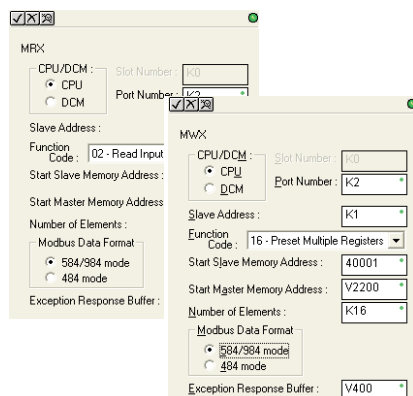 MRX
CPU/DCM :
Slot Number : K0
CPU
DCM
Port Number : K2
Slave Address :
Function Code : 02 - Read Input
Start Slave Memory Address :
Start Master Memory Address
Number of Elements :
Modbus Data Format
584/984 mode
484 mode
Exception Response Buffer :
MWX
CPU/DCM :
Slot Number : K0
CPU
DCM
Port Number : K2
Slave Address : K1
Function Code : 16 - Preset Multiple Registers
Start Slave Memory Address : 40001
Start Master Memory Address : V2200
Number of Elements : K16
Modbus Data Format
584/984 mode
484 mode
Exception Response Buffer : V400